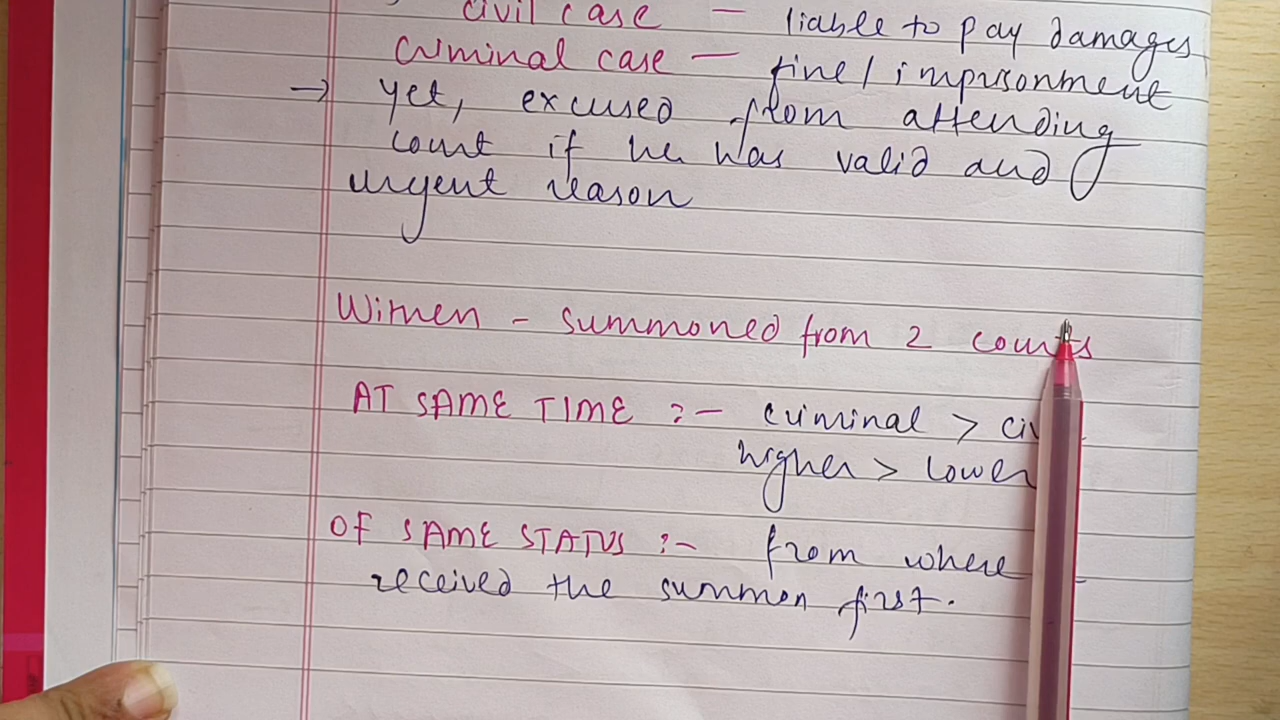 civil case - liable to pay damages
criminal case - fine/imprisonment
→ yet, excused from attending
court if he has valid and
urgent reason
Witness - summoned from 2 courts
AT SAME TIME :- criminal > civ
higher > lower
OF SAME STATUS :- from where
received the summon first.